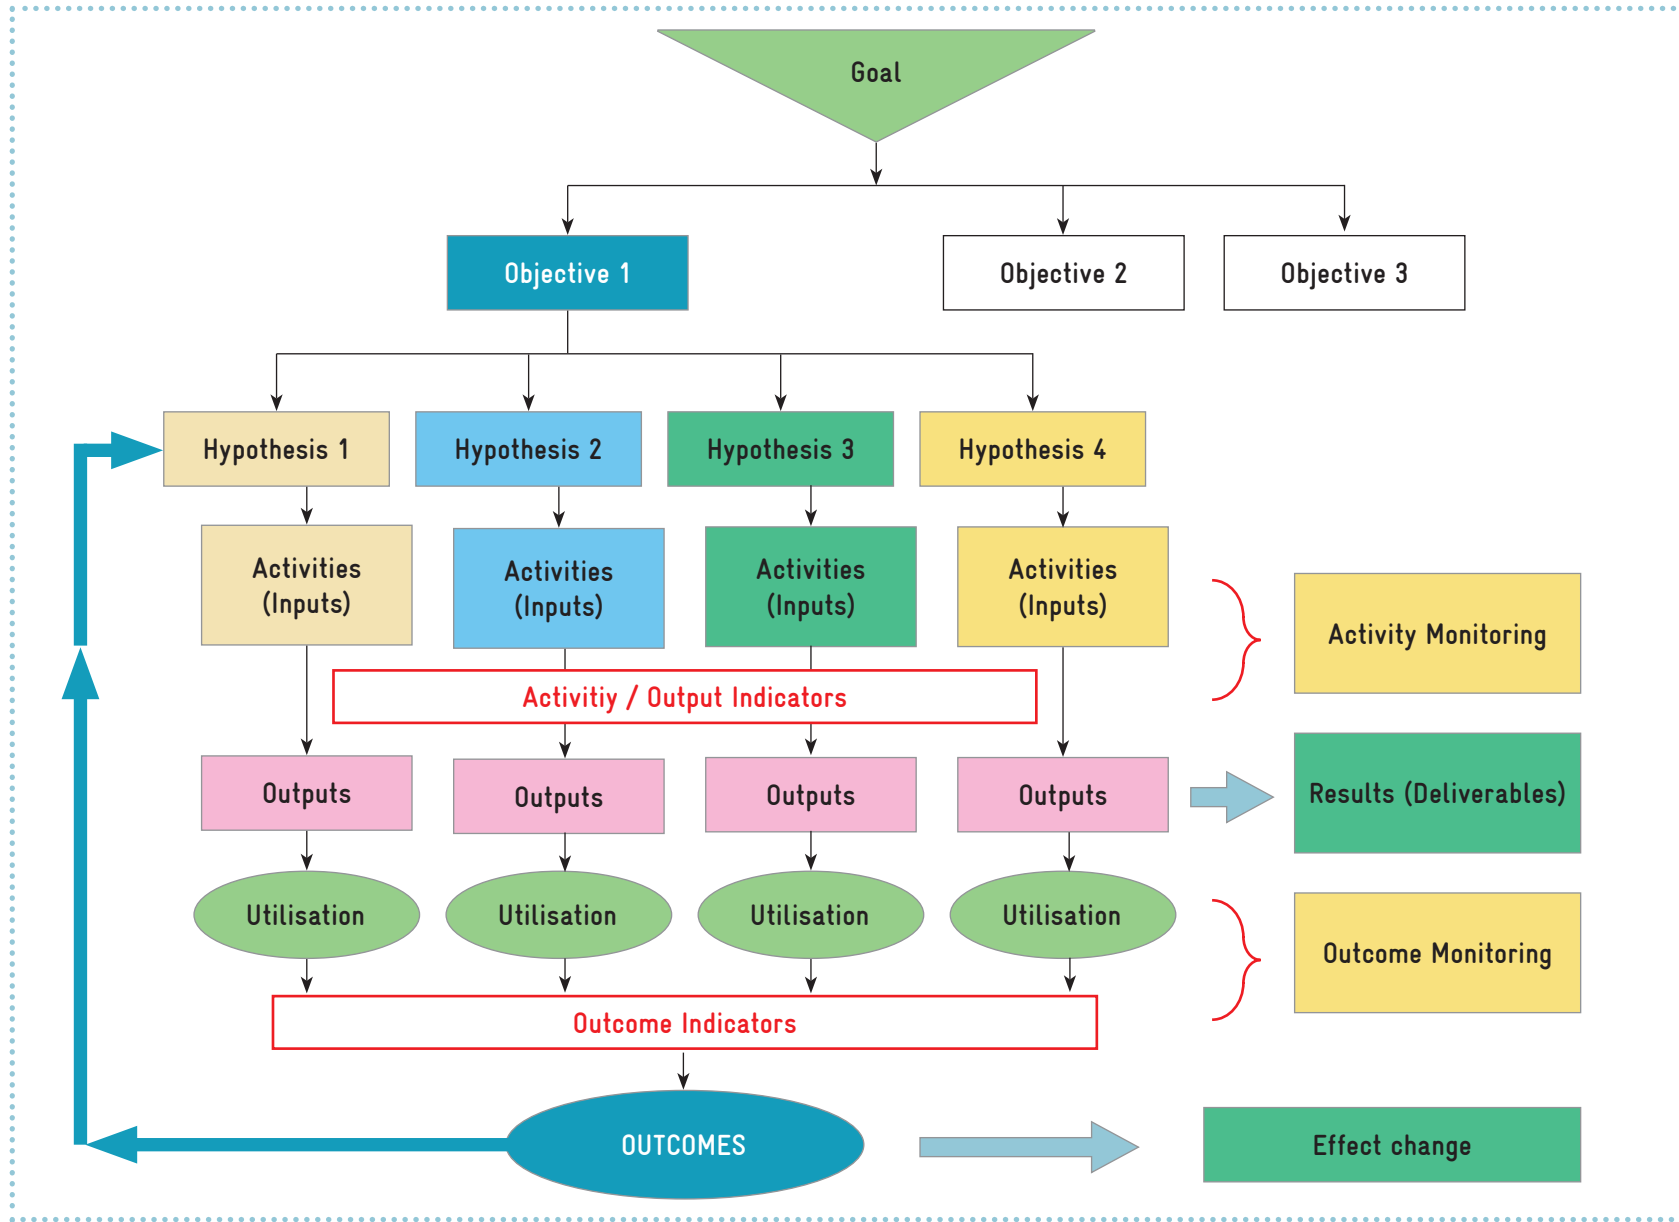 Goal
Objective 1
Objective 2
Objective 3
Hypothesis 1
Hypothesis 2
Hypothesis 3
Hypothesis 4
Activities
(Inputs)
Activities
(Inputs)
Activities
(Inputs)
Activities
(Inputs)
Activity Monitoring
Activitiy / Output Indicators
Outputs
Outputs
Outputs
Outputs
Results (Deliverables)
Utilisation
Utilisation
Utilisation
Utilisation
Outcome Monitoring
Outcome Indicators
OUTCOMES
Effect change